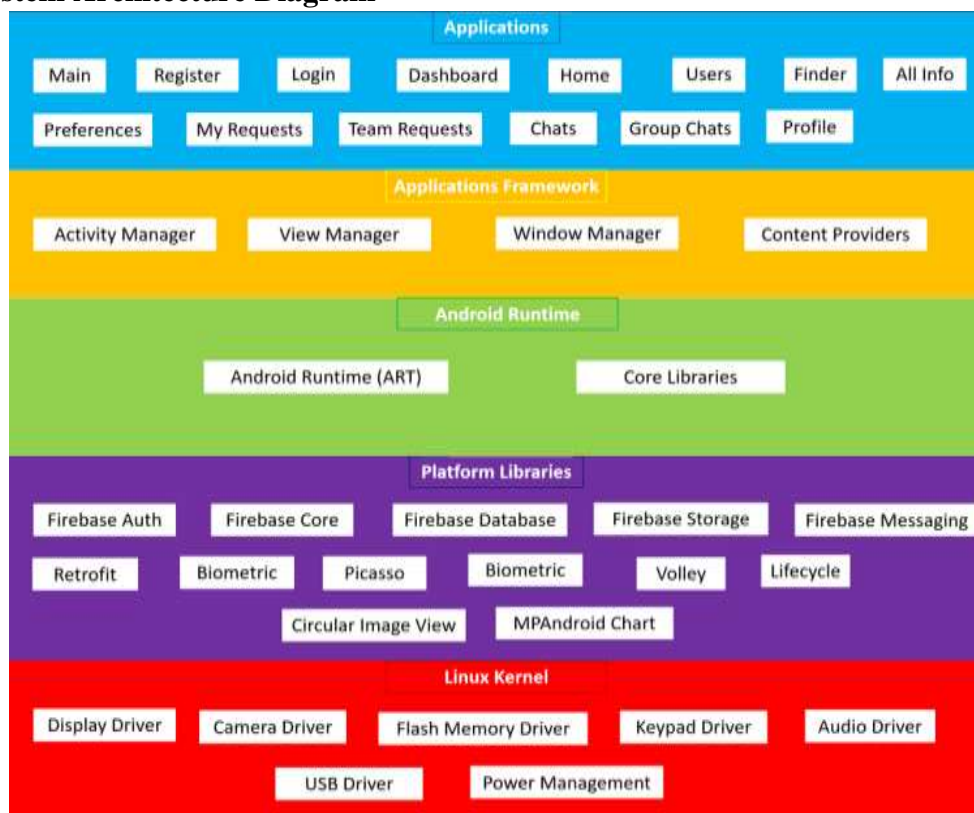 System Architecture Diagram
Applications
Main Register Login Dashboard Home Users Finder All Info
Preferences My Requests Team Requests Chats Group Chats Profile
Applications Framework
Activity Manager View Manager Window Manager Content Providers
Android Runtime
Android Runtime (ART) Core Libraries
Platform Libraries
Firebase Auth Firebase Core Firebase Database Firebase Storage Firebase Messaging
Retrofit Biometric Picasso Biometric Volley Lifecycle
Circular Image View MPAndroid Chart
Linux Kernel
Display Driver Camera Driver Flash Memory Driver Keypad Driver Audio Driver
USB Driver Power Management